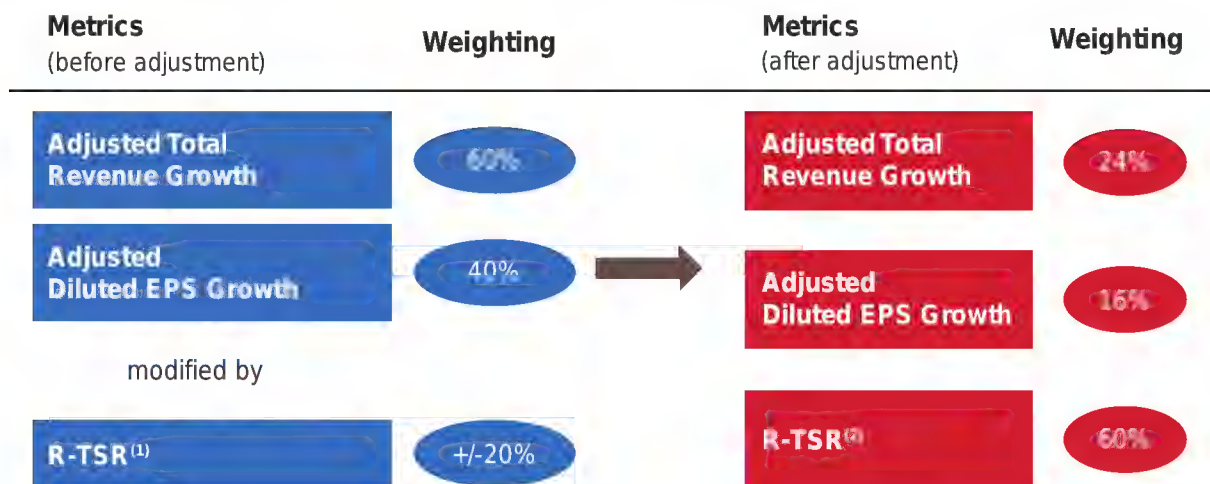 Metrics
(before adjustment)
Weighting
Metrics
(after adjustment)
Weighting
Adjusted Total
Revenue Growth
60%
Adjusted Total
Revenue Growth
24%
Adjusted
Diluted EPS Growth
40%
Adjusted
Diluted EPS Growth
16%
modified by
R-TSR(1)
+/-20%
R-TSR(2)
60%